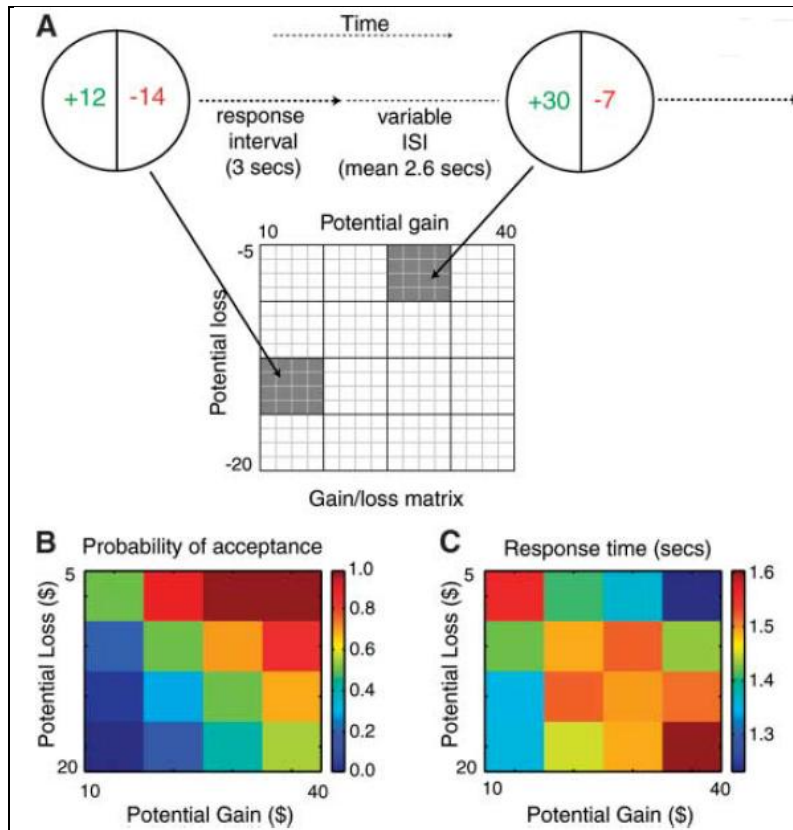 A
Time
+12 -14
+30 -7
response
interval
(3 secs)
variable
ISI
(mean 2.6 secs)
Potential gain
10 40
-5
Potential loss
-20
Gain/loss matrix
B Probability of acceptance
5
Potential Loss ($)
20
10 40
Potential Gain ($)
1.0
0.8
0.6
0.4
0.2
0.0
C Response time (secs)
5
Potential Loss ($)
20
10 40
Potential Gain ($)
1.6
1.5
1.4
1.3